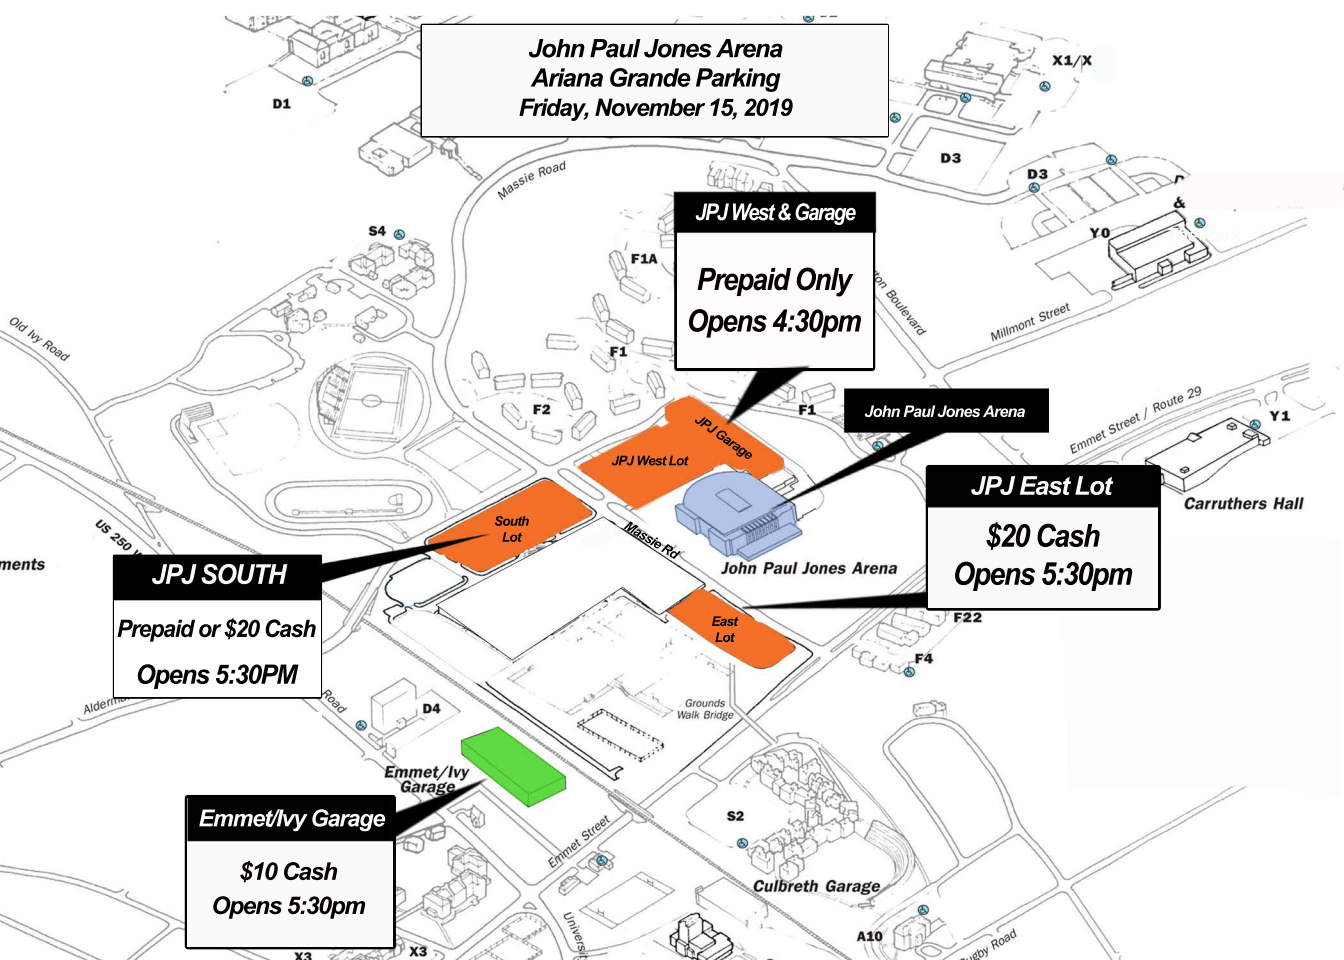 John Paul Jones Arena
Ariana Grande Parking
Friday, November 15, 2019
X1/X
D1
D3
D3
Massie Road
&
S4
Y0
JPJ West & Garage
Prepaid Only
Opens 4:30pm
F1A
Boulevard
Millmont Street
Old Ivy Road
F1
F2
F1
John Paul Jones Arena
Emmet Street / Route 29
Y1
JPJ Garage
JPJ West Lot
JPJ East Lot
$20 Cash
Opens 5:30pm
Carruthers Hall
South
Lot
US 250
Massie Rd
John Paul Jones Arena
JPJ SOUTH
Prepaid or $20 Cash
Opens 5:30PM
East
Lot
F22
F4
Road
D4
Grounds
Walk Bridge
Emmet/Ivy
Garage
Emmet/Ivy Garage
$10 Cash
Opens 5:30pm
Emmet Street
S2
Culbreth Garage
A10
X3
X3
Road